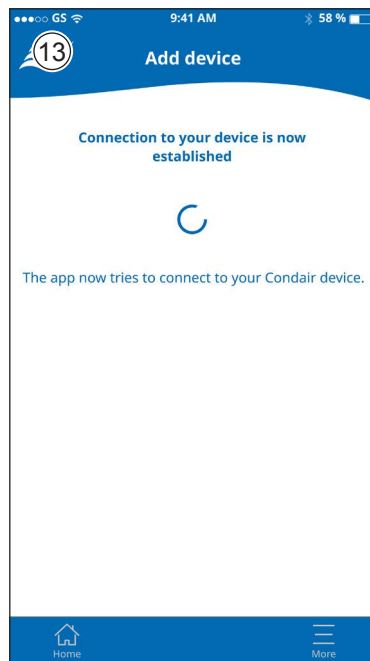 GS 9:41 AM 58 %
13
Add device
Connection to your device is now
established
The app now tries to connect to your Condair device.
Home More